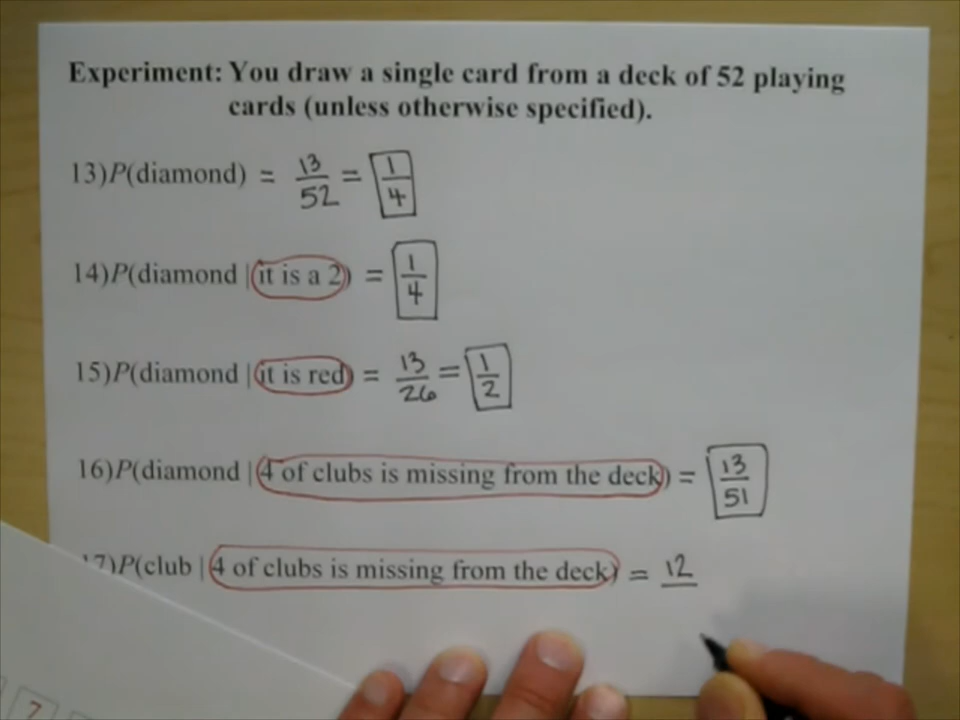 Experiment: You draw a single card from a deck of 52 playing
cards (unless otherwise specified).
13) P(diamond) = 13/52 = 1/4
14) P(diamond | it is a 2) = 1/4
15) P(diamond | it is red) = 13/26 = 1/2
16) P(diamond | 4 of clubs is missing from the deck) = 13/51
17) P(club | 4 of clubs is missing from the deck) = 12
7